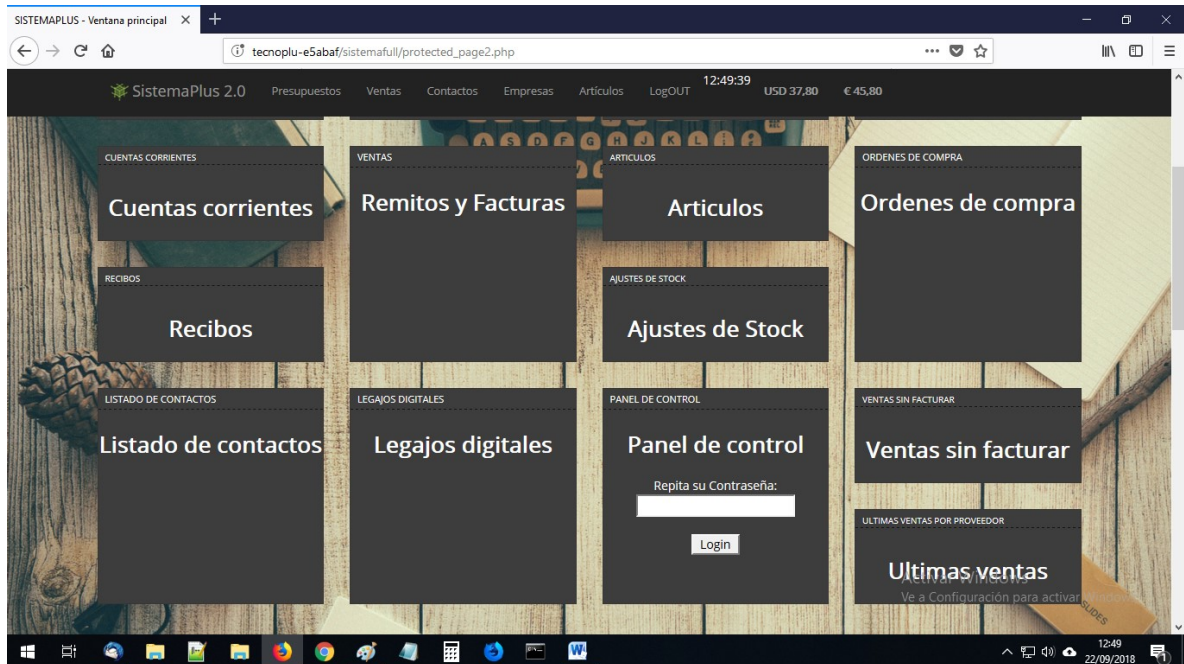 SISTEMAPLUS - Ventana principal
tecnoplu-e5abaf/sistemafull/protected_page2.php
SistemaPlus 2.0 Presupuestos Ventas Contactos Empresas Artículos LogOUT 12:49:39 USD 37,80 € 45,80
A S D F G H J K L
CUENTAS CORRIENTES
Cuentas corrientes
VENTAS
Remitos y Facturas
ARTICULOS
Articulos
ORDENES DE COMPRA
Ordenes de compra
RECIBOS
Recibos
AJUSTES DE STOCK
Ajustes de Stock
LISTADO DE CONTACTOS
Listado de contactos
LEGAJOS DIGITALES
Legajos digitales
PANEL DE CONTROL
Panel de control
Repita su Contraseña:
Login
VENTAS SIN FACTURAR
Ventas sin facturar
ULTIMAS VENTAS POR PROVEEDOR
Ultimas ventas
Activar Windows
Ve a Configuración para activar Windows
SLIDES
12:49
22/09/2018